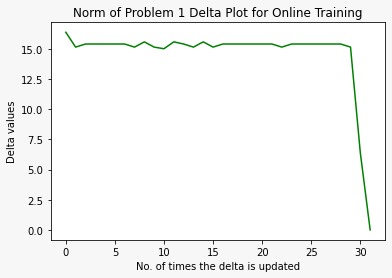 Norm of Problem 1 Delta Plot for Online Training
15.0
12.5
10.0
7.5
5.0
2.5
0.0
Delta values
0 5 10 15 20 25 30
No. of times the delta is updated